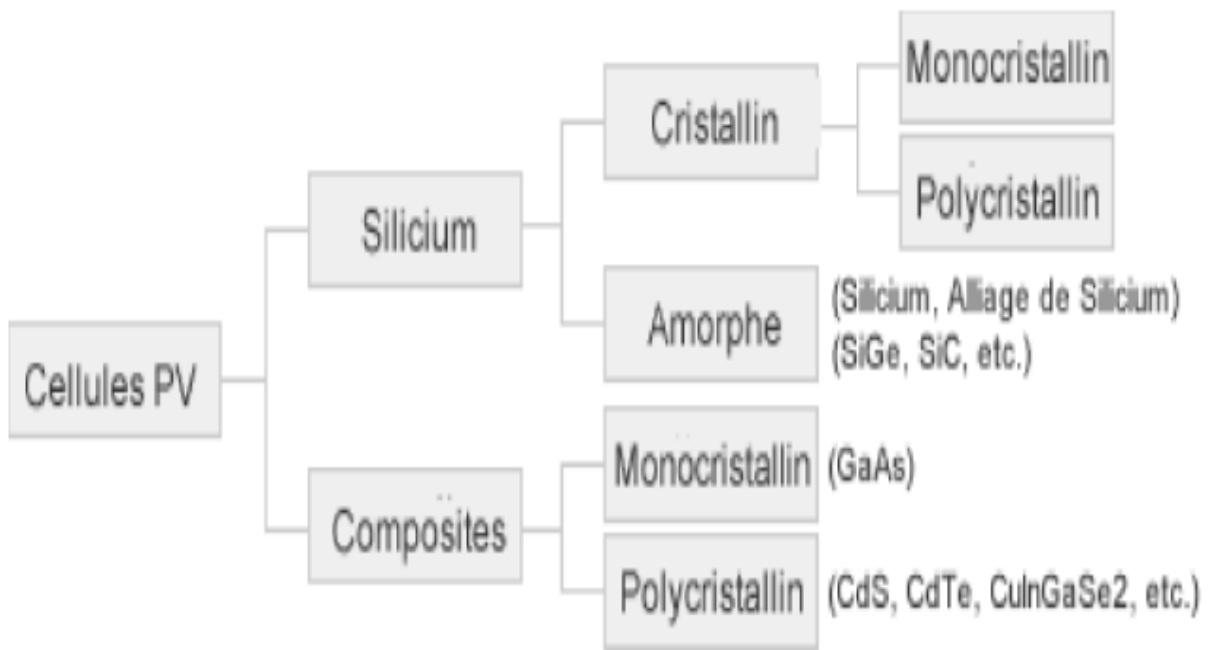 Monocristallin
Cristallin
Polycristallin
Silicium
Amorphe
(Silicium, Alliage de Silicium)
(SiGe, SiC, etc.)
Cellules PV
Monocristallin (GaAs)
Composites
Polycristallin (CdS, CdTe, CuInGaSe2, etc.)